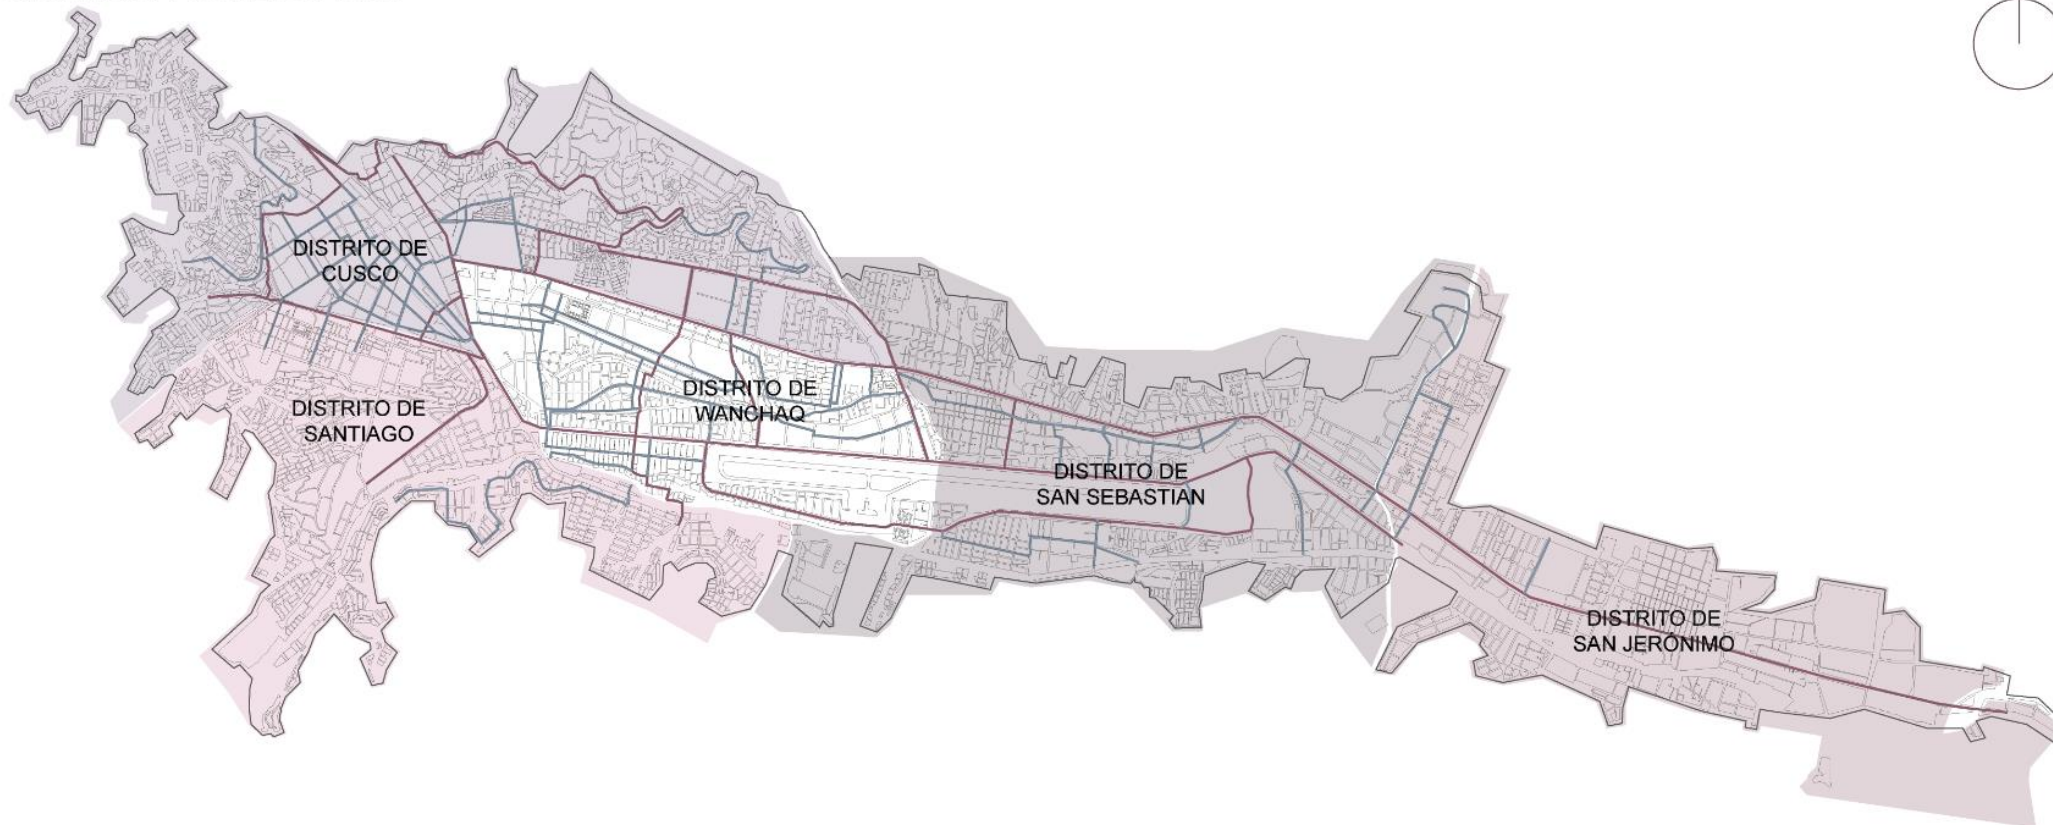 DISTRITO DE
CUSCO
DISTRITO DE
SANTIAGO
DISTRITO DE
WANCHAQ
DISTRITO DE
SAN SEBASTIAN
DISTRITO DE
SAN JERÓNIMO